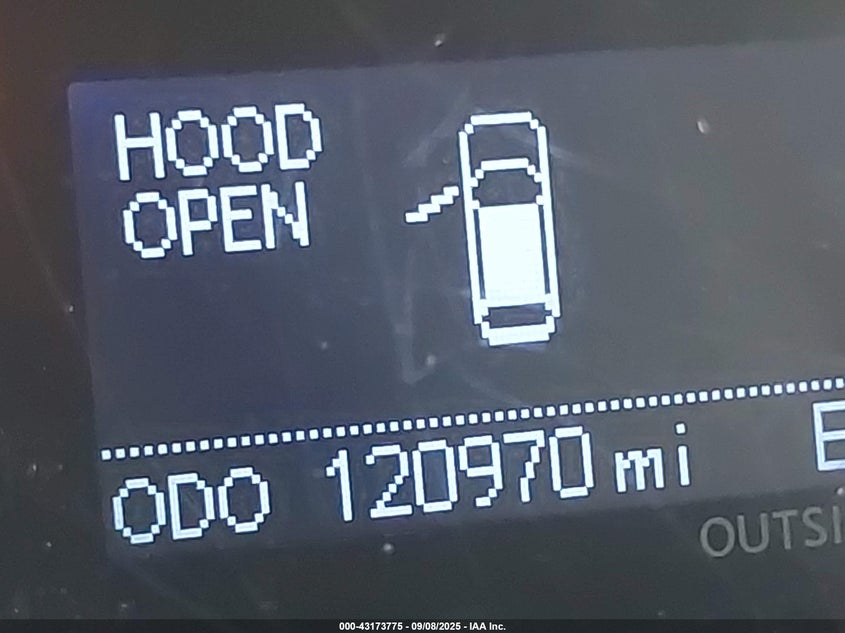 HOOD
OPEN
ODO 120970 mi
E
OUTSI
000-43173775 - 09/08/2025 - IAA Inc.